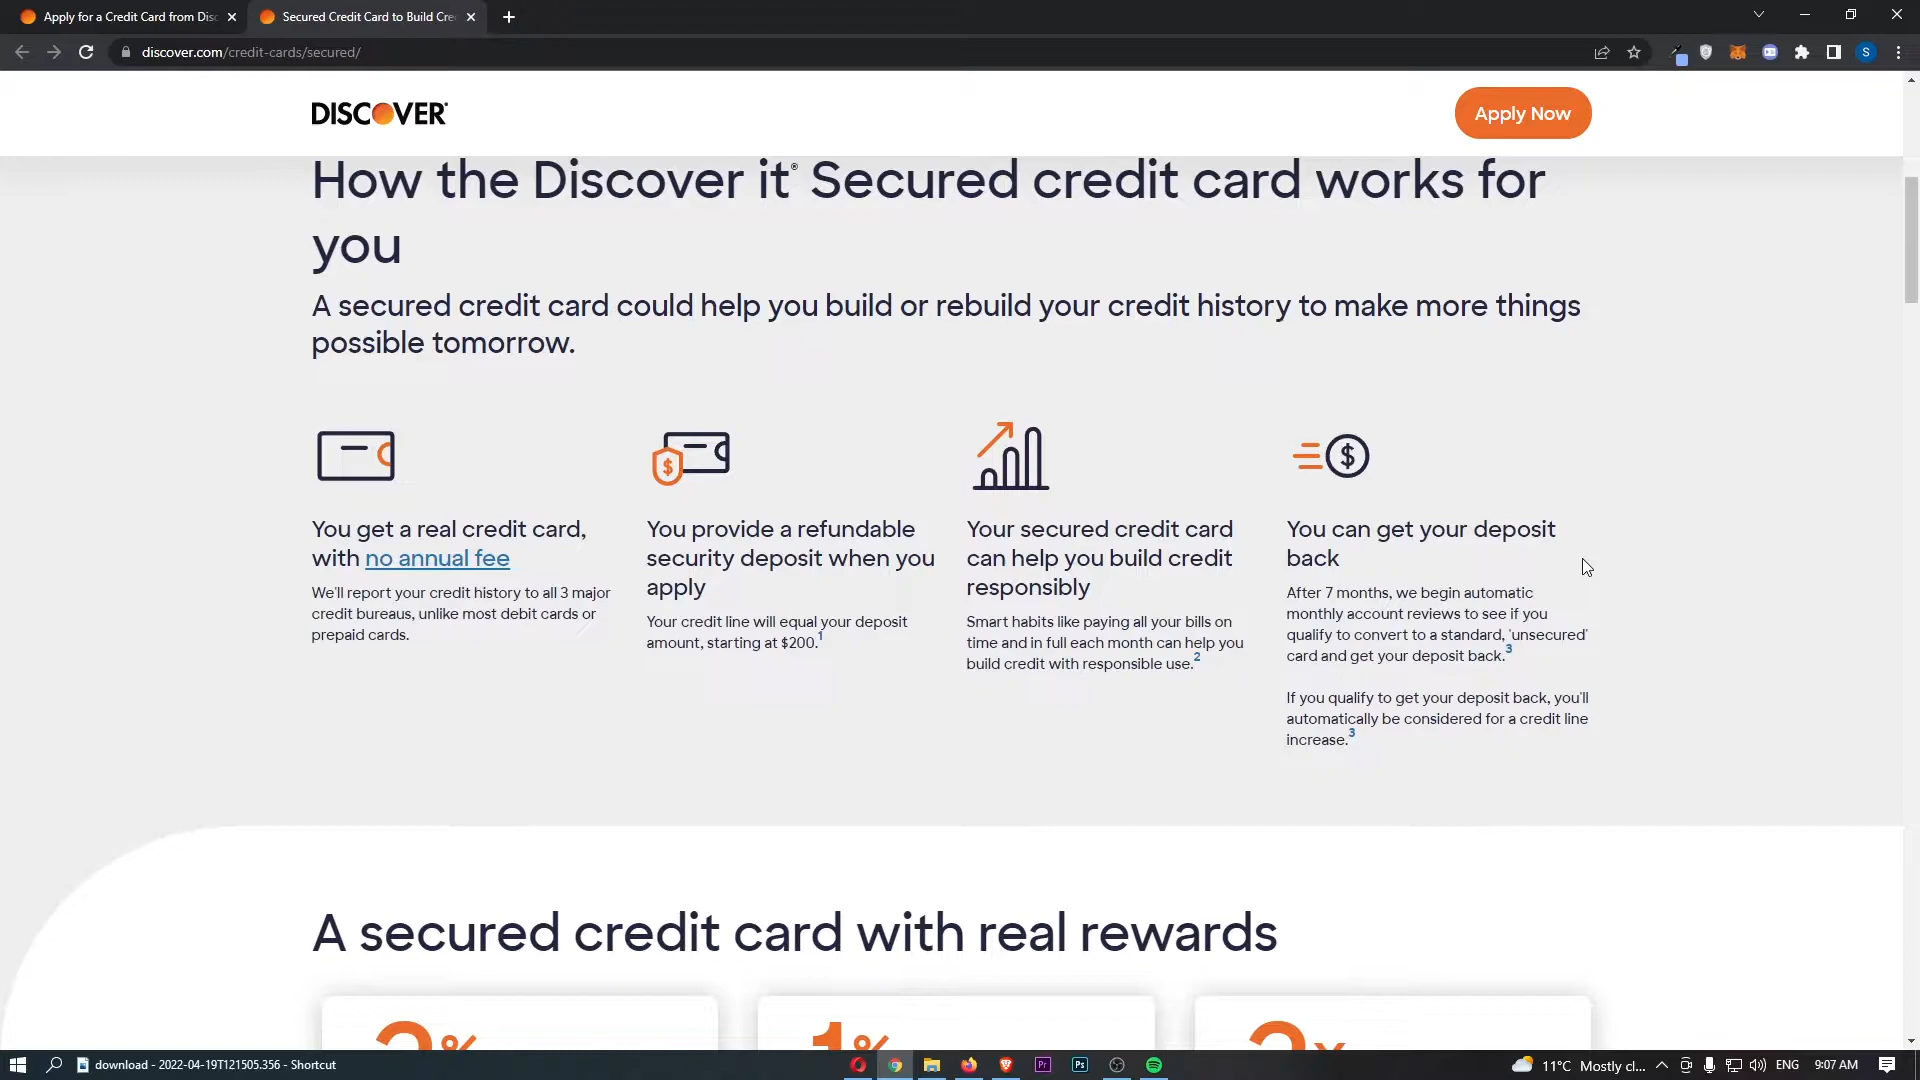 Apply for a Credit Card from Disc
Secured Credit Card to Build Cre
discover.com/credit-cards/secured/
S
DISCOVER
Apply Now
How the Discover it® Secured credit card works for
you
A secured credit card could help you build or rebuild your credit history to make more things
possible tomorrow.
You get a real credit card,
with no annual fee
We'll report your credit history to all 3 major
credit bureaus, unlike most debit cards or
prepaid cards.
You provide a refundable
security deposit when you
apply
Your credit line will equal your deposit
amount, starting at $200.1
Your secured credit card
can help you build credit
responsibly
Smart habits like paying all your bills on
time and in full each month can help you
build credit with responsible use.2
You can get your deposit
back
After 7 months, we begin automatic
monthly account reviews to see if you
qualify to convert to a standard, 'unsecured'
card and get your deposit back.3
If you qualify to get your deposit back, you'll
automatically be considered for a credit line
increase.3
A secured credit card with real rewards
1%
download - 2022-04-19T121505.356 - Shortcut
Pr
Ps
11°C Mostly cl...
ENG
9:07 AM